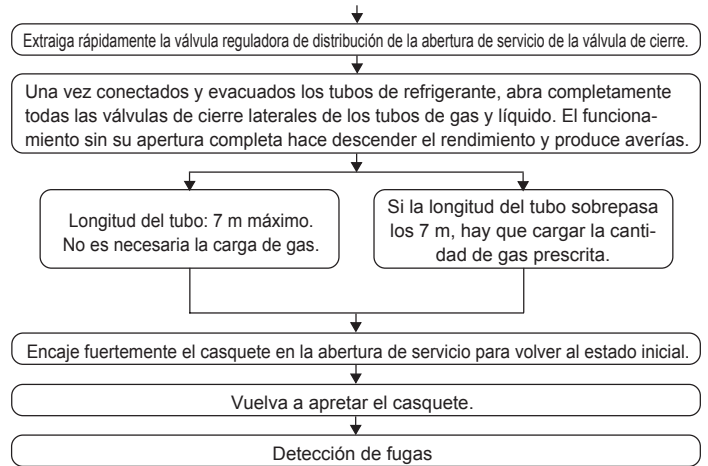 Extraiga rápidamente la válvula reguladora de distribución de la abertura de servicio de la válvula de cierre.
Una vez conectados y evacuados los tubos de refrigerante, abra completamente
todas las válvulas de cierre laterales de los tubos de gas y líquido. El funciona-
miento sin su apertura completa hace descender el rendimiento y produce averías.
Longitud del tubo: 7 m máximo.
No es necesaria la carga de gas.
Si la longitud del tubo sobrepasa
los 7 m, hay que cargar la canti-
dad de gas prescrita.
Encaje fuertemente el casquete en la abertura de servicio para volver al estado inicial.
Vuelva a apretar el casquete.
Detección de fugas